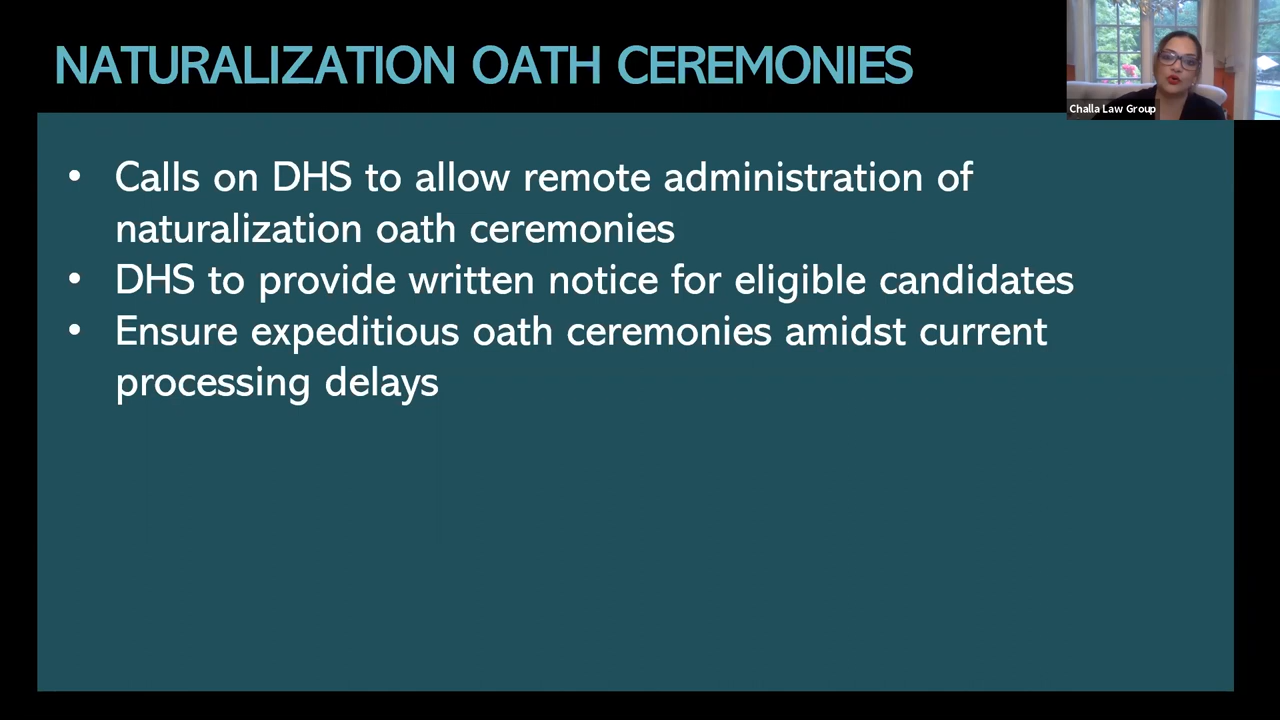 NATURALIZATION OATH CEREMONIES
Challa Law Group
• Calls on DHS to allow remote administration of
naturalization oath ceremonies
• DHS to provide written notice for eligible candidates
• Ensure expeditious oath ceremonies amidst current
processing delays